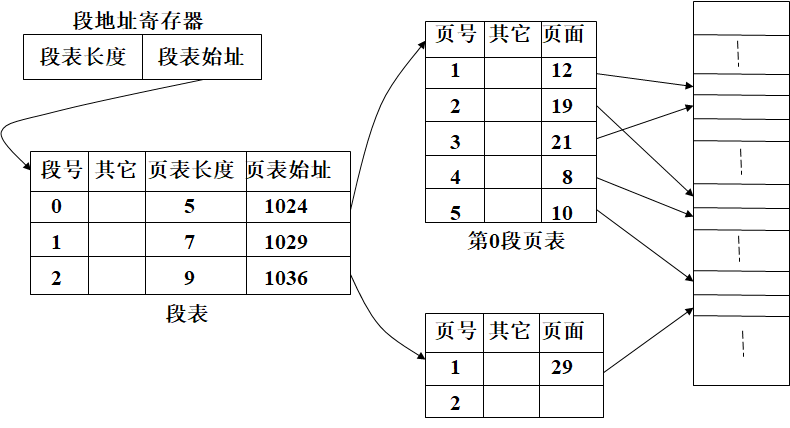 段地址寄存器
段表长度 段表始址
段号 其它 页表长度 页表始址
0 5 1024
1 7 1029
2 9 1036
段表
页号 其它 页面
1 12
2 19
3 21
4 8
5 10
第0段页表
页号 其它 页面
1 29
2